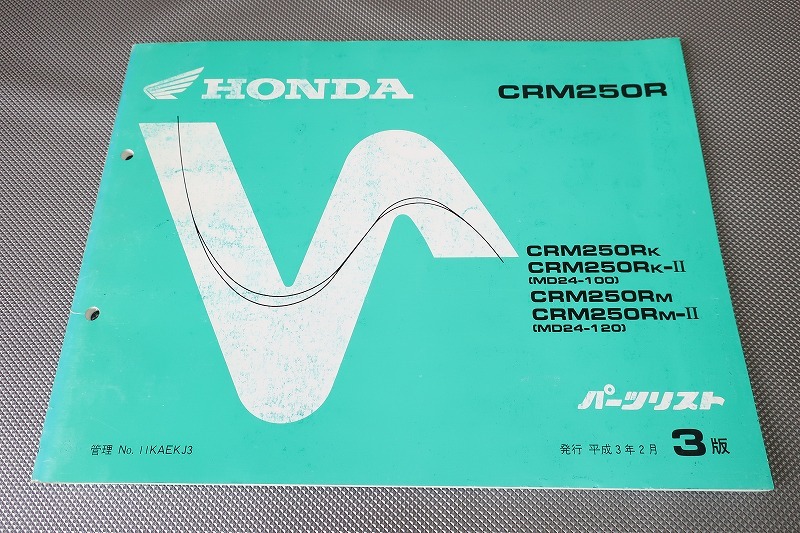 HONDA
CRM250R
CRM250RK
CRM250RK-II
(MD24-100)
CRM250RM
CRM250RM-II
(MD24-120)
パーツリスト
管理 No. 11KAEKJ3
発行 平成3年2月 3版